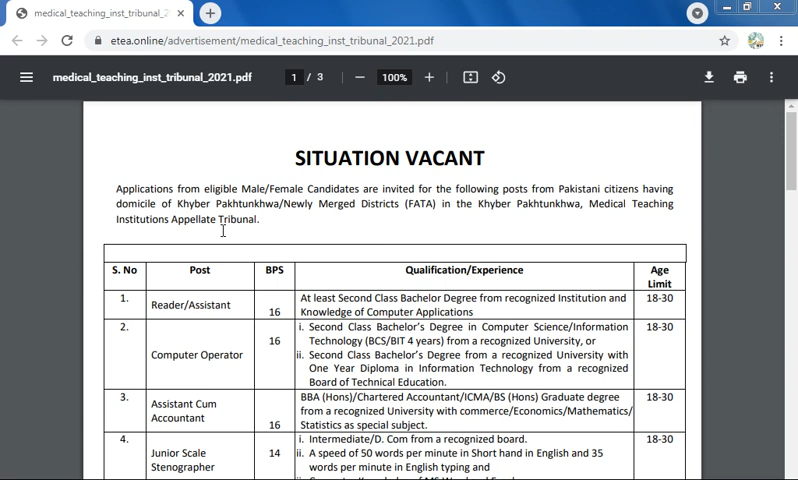 medical_teaching_inst_tribunal_2
etea.online/advertisement/medical_teaching_inst_tribunal_2021.pdf
medical_teaching_inst_tribunal_2021.pdf 1 / 3 100%
SITUATION VACANT
Applications from eligible Male/Female Candidates are invited for the following posts from Pakistani citizens having
domicile of Khyber Pakhtunkhwa/Newly Merged Districts (FATA) in the Khyber Pakhtunkhwa, Medical Teaching
Institutions Appellate Tribunal.
S. No Post BPS Qualification/Experience Age
Limit
1. Reader/Assistant 16 At least Second Class Bachelor Degree from recognized Institution and 18-30
Knowledge of Computer Applications
2. Computer Operator 16 i. Second Class Bachelor's Degree in Computer Science/Information 18-30
Technology (BCS/BIT 4 years) from a recognized University, or
ii. Second Class Bachelor's Degree from a recognized University with
One Year Diploma in Information Technology from a recognized
Board of Technical Education.
3. Assistant Cum 16 BBA (Hons)/Chartered Accountant/ICMA/BS (Hons) Graduate degree 18-30
Accountant from a recognized University with commerce/Economics/Mathematics/
Statistics as special subject.
4. Junior Scale 14 i. Intermediate/D. Com from a recognized board. 18-30
Stenographer ii. A speed of 50 words per minute in Short hand in English and 35
words per minute in English typing and